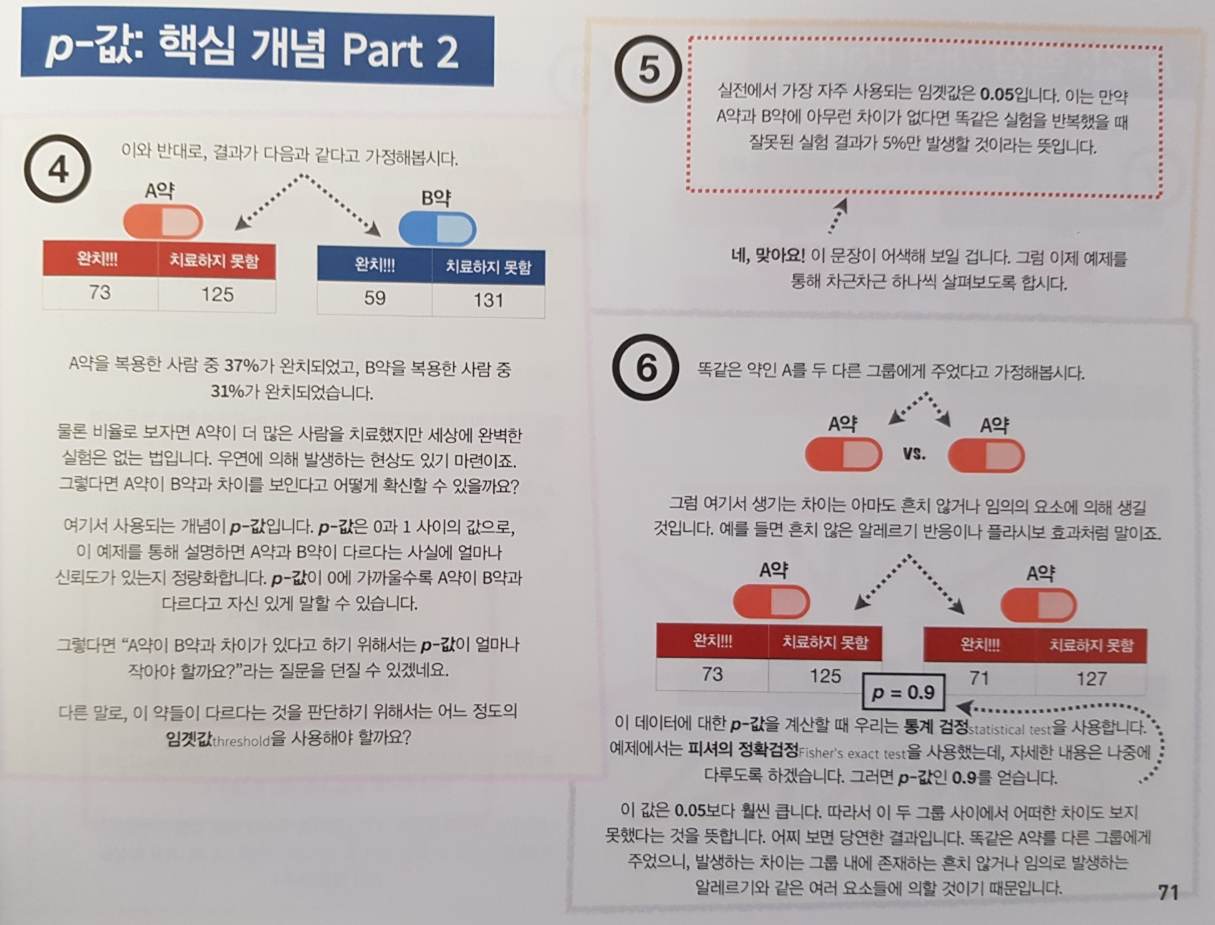 p-값: 핵심 개념 Part 2
4
이와 반대로, 결과가 다음과 같다고 가정해봅시다.
A약
B약
완치!!! 치료하지 못함
73 125
완치!!! 치료하지 못함
59 131
A약을 복용한 사람 중 37%가 완치되었고, B약을 복용한 사람 중
31%가 완치되었습니다.
물론 비율로 보자면 A약이 더 많은 사람을 치료했지만 세상에 완벽한
실험은 없는 법입니다. 우연에 의해 발생하는 현상도 있기 마련이죠.
그렇다면 A약이 B약과 차이를 보인다고 어떻게 확신할 수 있을까요?
여기서 사용되는 개념이 p-값입니다. p-값은 0과 1 사이의 값으로,
이 예제를 통해 설명하면 A약과 B약이 다르다는 사실에 얼마나
신뢰도가 있는지 정량화합니다. p-값이 0에 가까울수록 A약이 B약과
다르다고 자신 있게 말할 수 있습니다.
그렇다면 “A약이 B약과 차이가 있다고 하기 위해서는 p-값이 얼마나
작아야 할까요?”라는 질문을 던질 수 있겠네요.
다른 말로, 이 약들이 다르다는 것을 판단하기 위해서는 어느 정도의
임곗값threshold을 사용해야 할까요?
5
실전에서 가장 자주 사용되는 임곗값은 0.05입니다. 이는 만약
A약과 B약에 아무런 차이가 없다면 똑같은 실험을 반복했을 때
잘못된 실험 결과가 5%만 발생할 것이라는 뜻입니다.
네, 맞아요! 이 문장이 어색해 보일 겁니다. 그럼 이제 예제를
통해 차근차근 하나씩 살펴보도록 합시다.
6
똑같은 약인 A를 두 다른 그룹에게 주었다고 가정해봅시다.
A약
vs.
A약
그럼 여기서 생기는 차이는 아마도 흔치 않거나 임의의 요소에 의해 생길
것입니다. 예를 들면 흔치 않은 알레르기 반응이나 플라시보 효과처럼 말이죠.
A약
A약
완치!!! 치료하지 못함
73 125
완치!!! 치료하지 못함
71 127
p = 0.9
이 데이터에 대한 p-값을 계산할 때 우리는 통계 검정statistical test을 사용합니다.
예제에서는 피셔의 정확검정Fisher's exact test을 사용했는데, 자세한 내용은 나중에
다루도록 하겠습니다. 그러면 p-값인 0.9를 얻습니다.
이 값은 0.05보다 훨씬 큽니다. 따라서 이 두 그룹 사이에서 어떠한 차이도 보지
못했다는 것을 뜻합니다. 어찌 보면 당연한 결과입니다. 똑같은 A약를 다른 그룹에게
주었으니, 발생하는 차이는 그룹 내에 존재하는 흔치 않거나 임의로 발생하는
알레르기와 같은 여러 요소들에 의할 것이기 때문입니다.
71